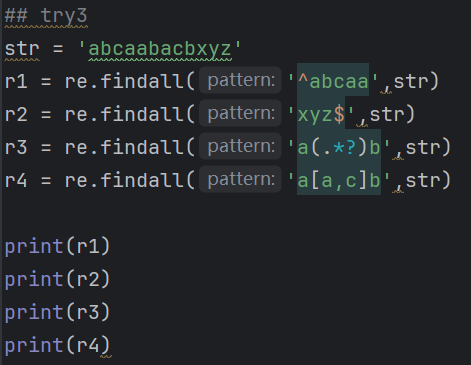 ## try3
str = 'abcaabacbxyz'
r1 = re.findall( pattern: '^abcaa',str)
r2 = re.findall( pattern: 'xyz$',str)
r3 = re.findall( pattern: 'a(.*?)b',str)
r4 = re.findall( pattern: 'a[a,c]b',str)
print(r1)
print(r2)
print(r3)
print(r4)